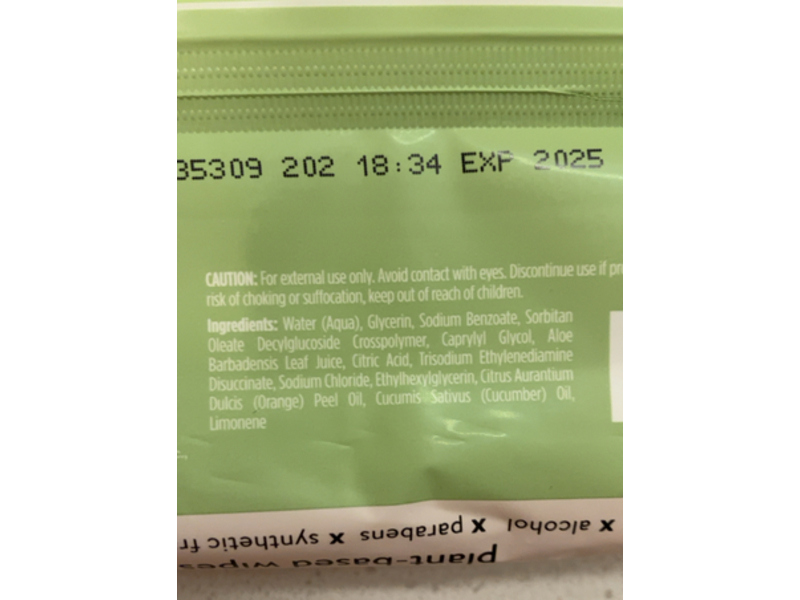 35309 202 18:34 EXP 2025
CAUTION: For external use only. Avoid contact with eyes. Discontinue use if
risk of choking or suffocation, keep out of reach of children.
Ingredients: Water (Aqua), Glycerin, Sodium Benzoate, Sorbitan
Oleate Decylglucoside Crosspolymer, Caprylyl Glycol, Aloe
Barbadensis Leaf Juice, Citric Acid, Trisodium Ethylenediamine
Disuccinate, Sodium Chloride, Ethylhexylglycerin, Citrus Aurantium
Dulcis (Orange) Peel Oil, Cucumis Sativus (Cucumber) Oil,
Limonene
x alcohol x parabens x synthetic
plant-based wipes